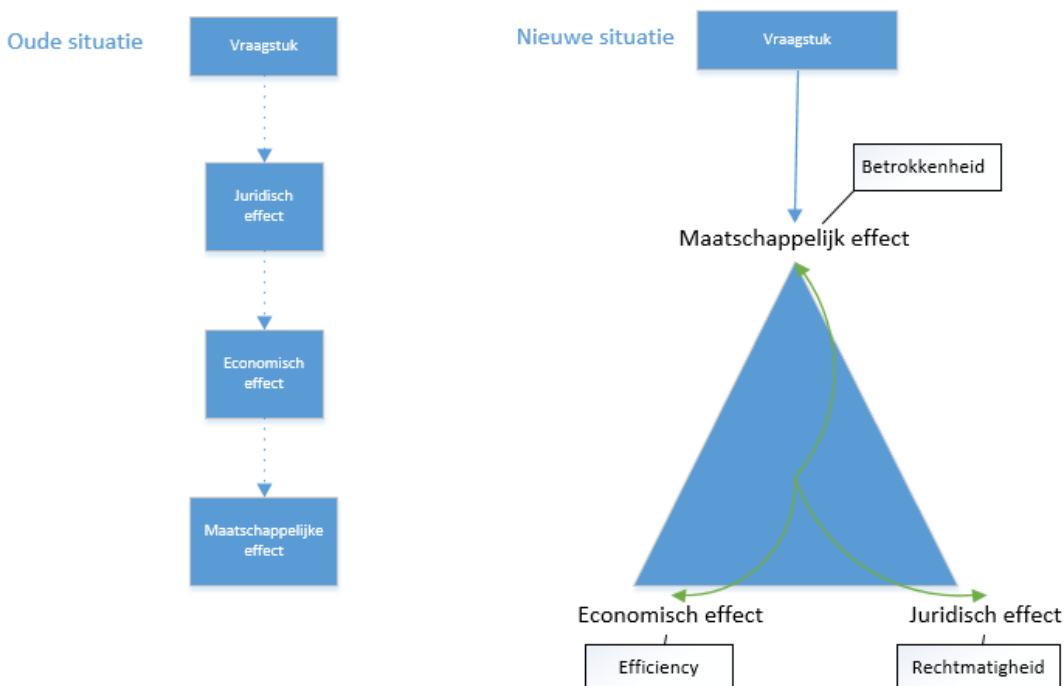 Oude situatie
Vraagstuk
Juridisch
effect
Economisch
effect
Maatschappelijke
effect
Nieuwe situatie
Vraagstuk
Betrokkenheid
Maatschappelijk effect
Economisch effect
Juridisch effect
Efficiency
Rechtmatigheid